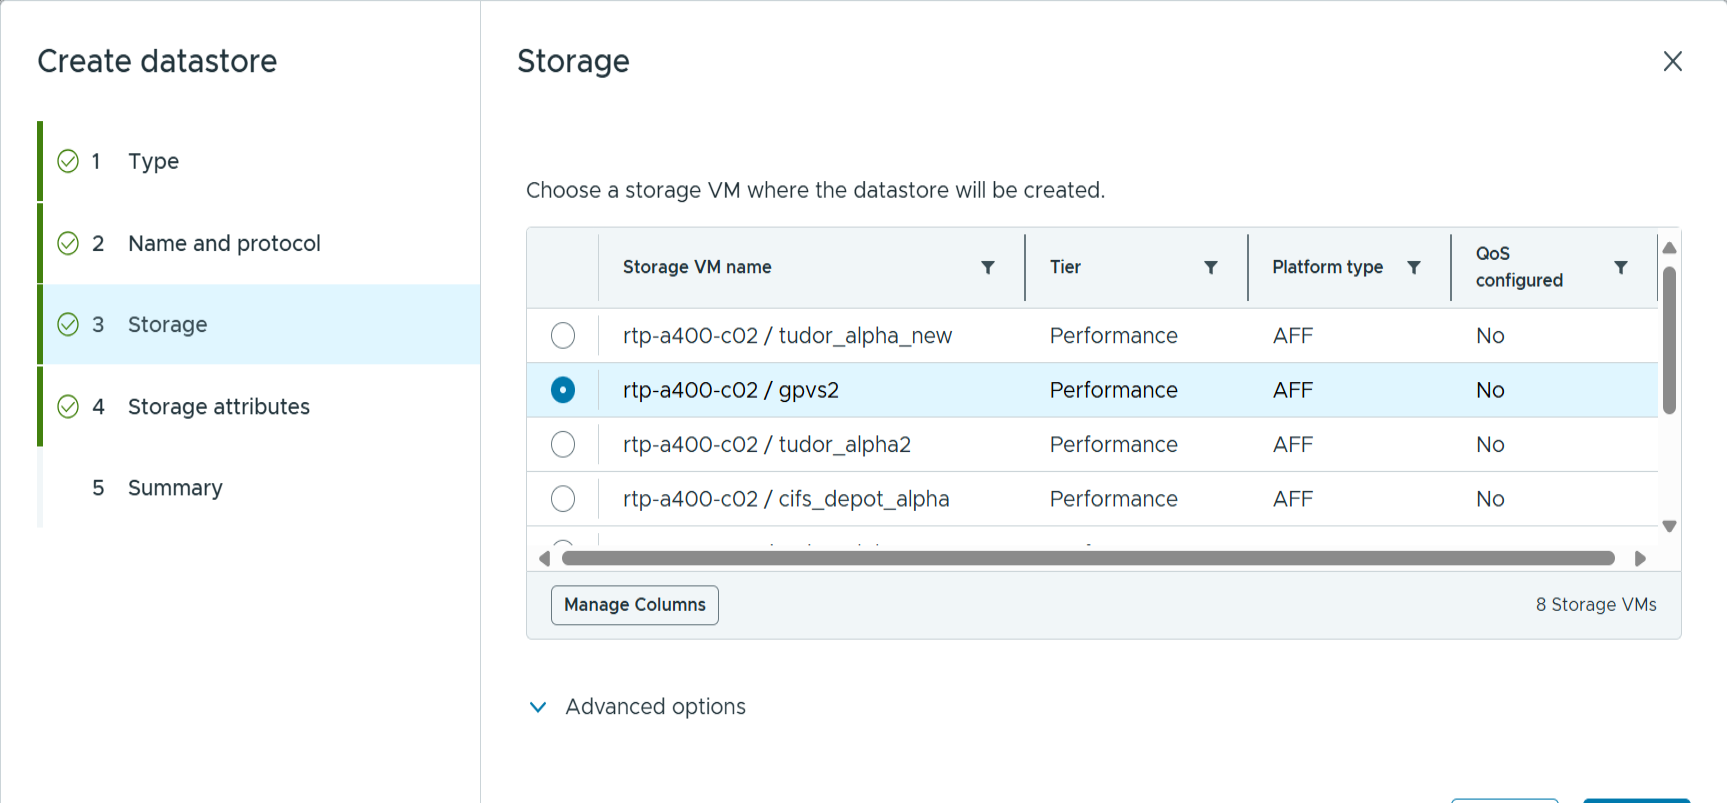 Create datastore
1 Type
2 Name and protocol
3 Storage
4 Storage attributes
5 Summary
Storage
Choose a storage VM where the datastore will be created.
Storage VM name Tier Platform type QoS configured
rtp-a400-c02 / tudor_alpha_new Performance AFF No
rtp-a400-c02 / gpvs2 Performance AFF No
rtp-a400-c02 / tudor_alpha2 Performance AFF No
rtp-a400-c02 / cifs_depot_alpha Performance AFF No
Manage Columns 8 Storage VMs
Advanced options